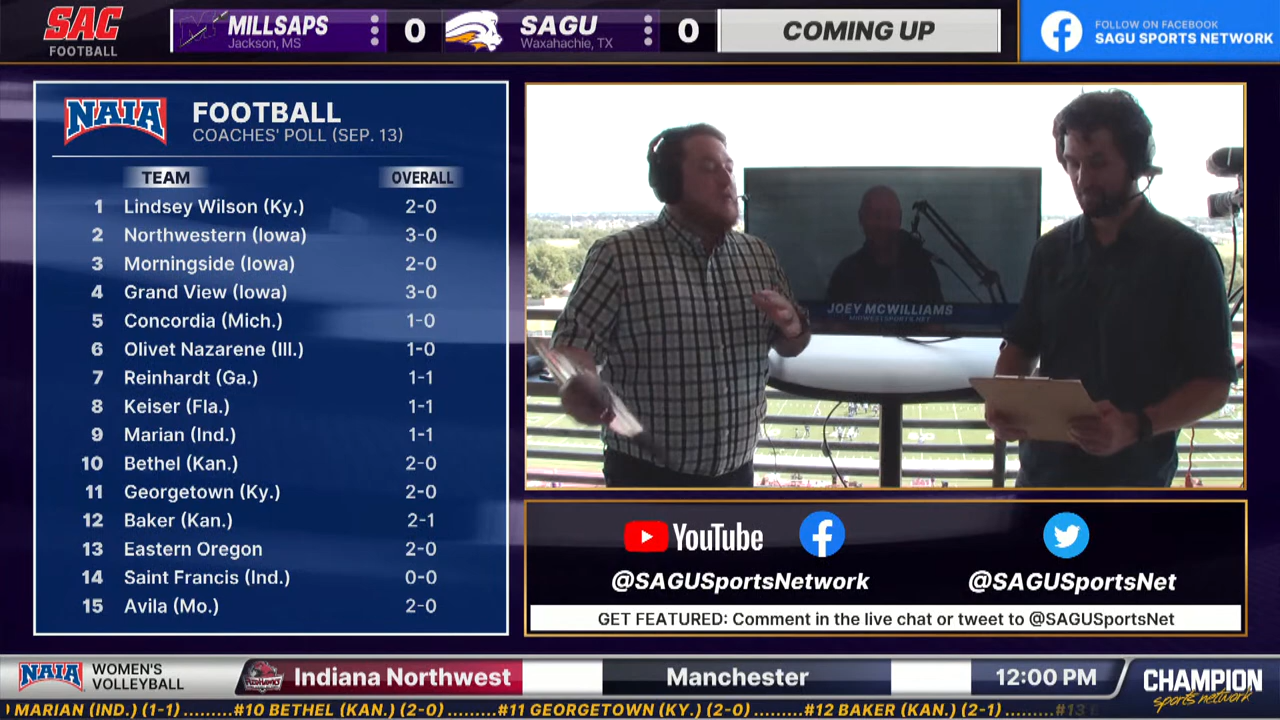 SAC
FOOTBALL
MILLSAPS
Jackson, MS
0
SAGU
Waxahachie, TX
0
COMING UP
FOLLOW ON FACEBOOK
SAGU SPORTS NETWORK
NAIA
FOOTBALL
COACHES' POLL (SEP. 13)
TEAM OVERALL
1 Lindsey Wilson (Ky.) 2-0
2 Northwestern (Iowa) 3-0
3 Morningside (Iowa) 2-0
4 Grand View (Iowa) 3-0
5 Concordia (Mich.) 1-0
6 Olivet Nazarene (Ill.) 1-0
7 Reinhardt (Ga.) 1-1
8 Keiser (Fla.) 1-1
9 Marian (Ind.) 1-1
10 Bethel (Kan.) 2-0
11 Georgetown (Ky.) 2-0
12 Baker (Kan.) 2-1
13 Eastern Oregon 2-0
14 Saint Francis (Ind.) 0-0
15 Avila (Mo.) 2-0
JOEY MCWILLIAMS
YouTube
@SAGUSportsNetwork
@SAGUSportsNet
GET FEATURED: Comment in the live chat or tweet to @SAGUSportsNet
NAIA
WOMEN'S
VOLLEYBALL
Indiana Northwest
Manchester
12:00 PM
CHAMPION
sports network
MARIAN (IND.) (1-1) .........#10 BETHEL (KAN.) (2-0) .........#11 GEORGETOWN (KY.) (2-0) .........#12 BAKER (KAN.) (2-1) .........#13